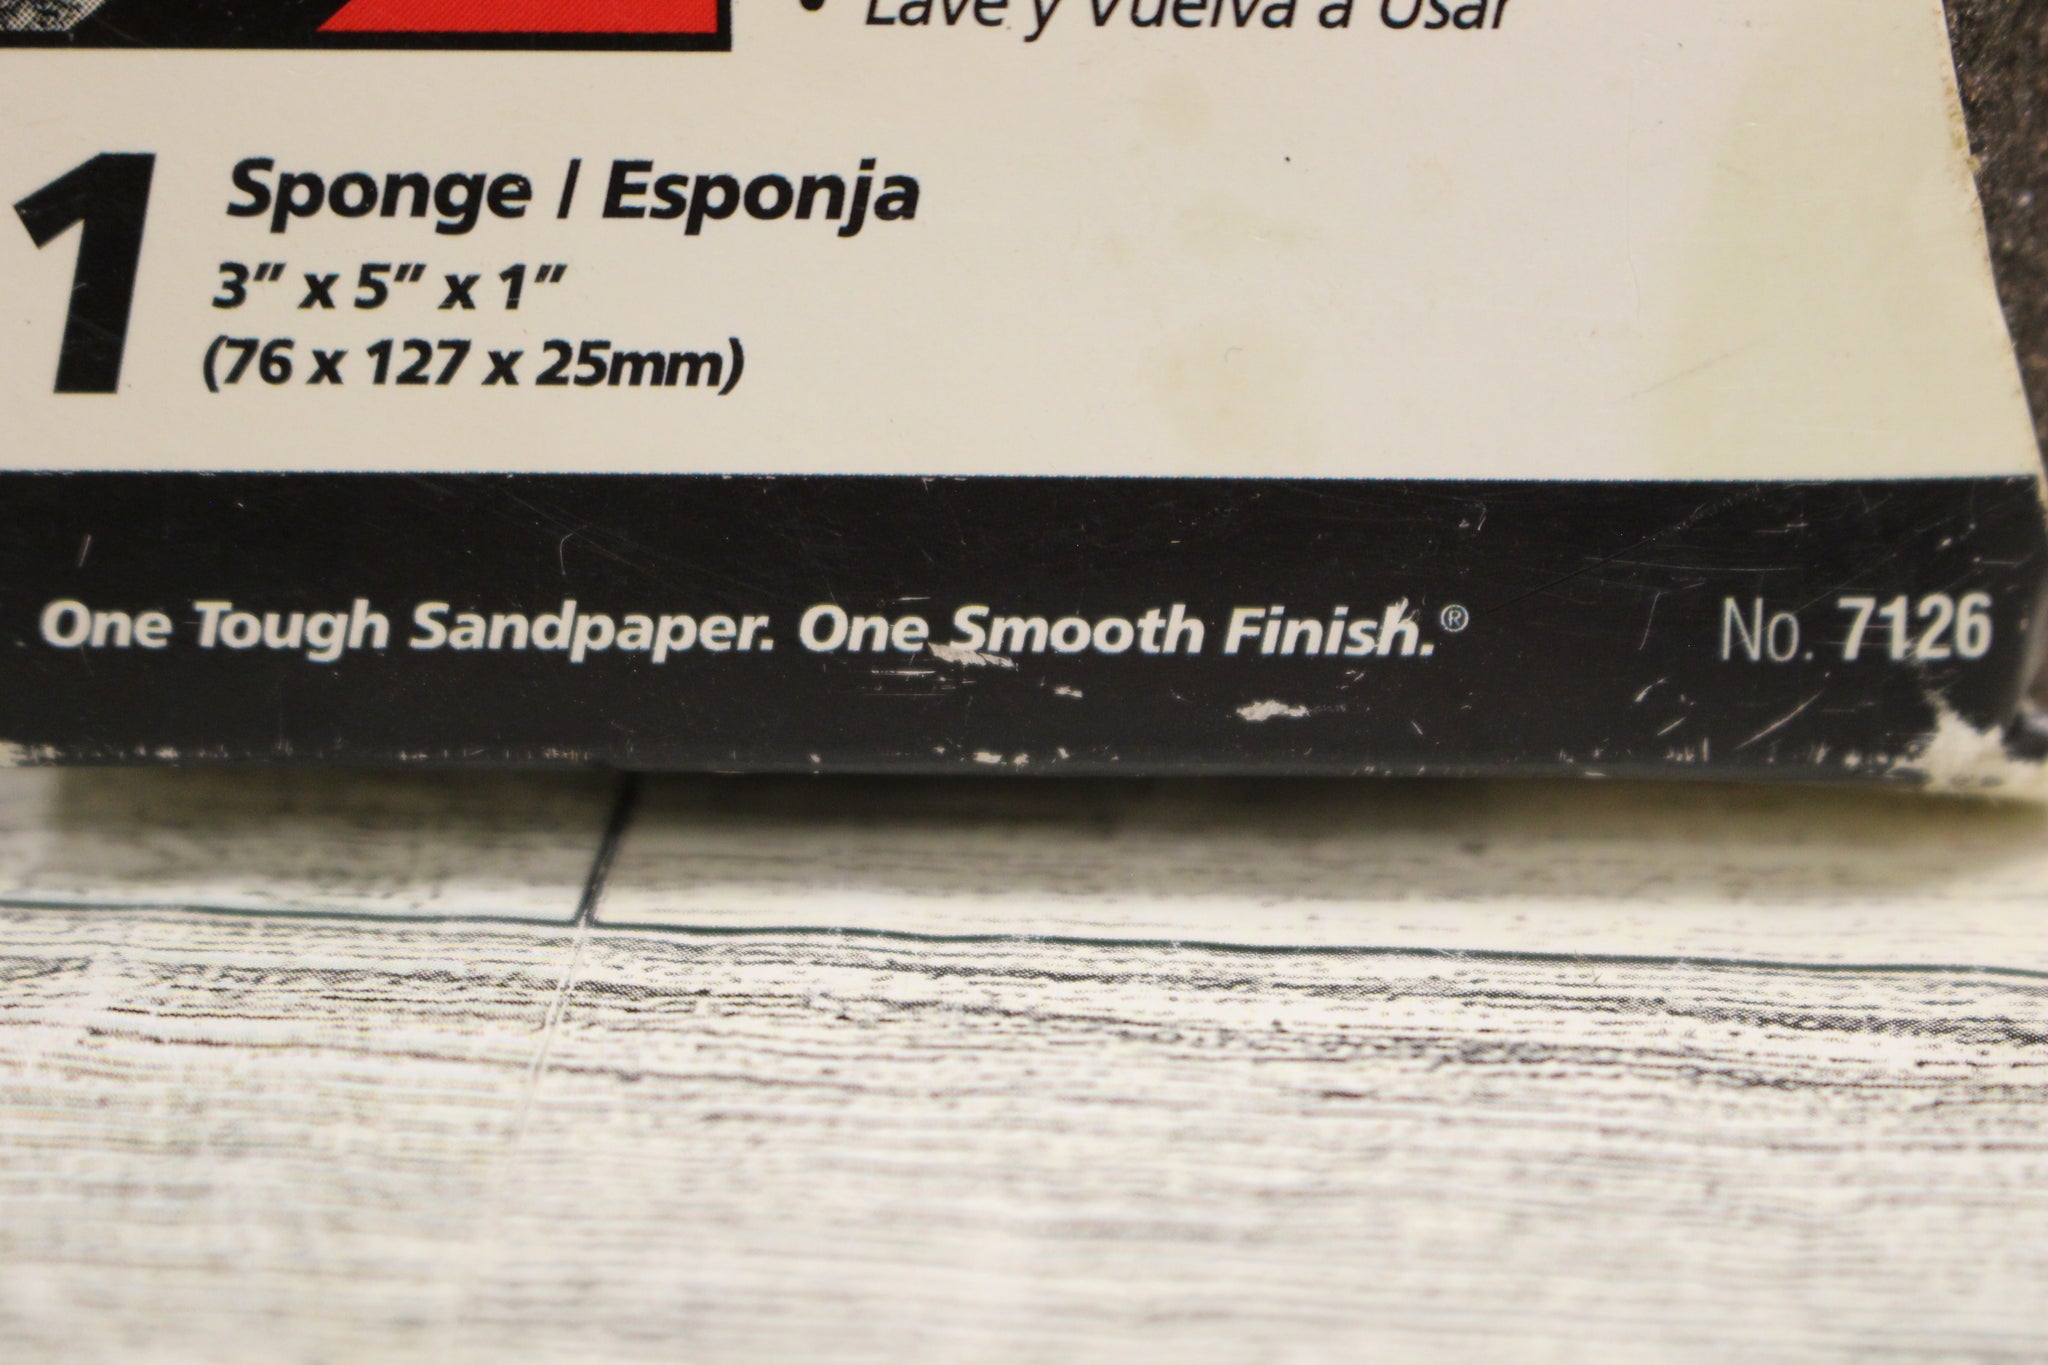 • Lave y Vuelva a Usar
1
Sponge / Esponja
3" x 5" x 1"
(76 x 127 x 25mm)
One Tough Sandpaper. One Smooth Finish.® No. 7126